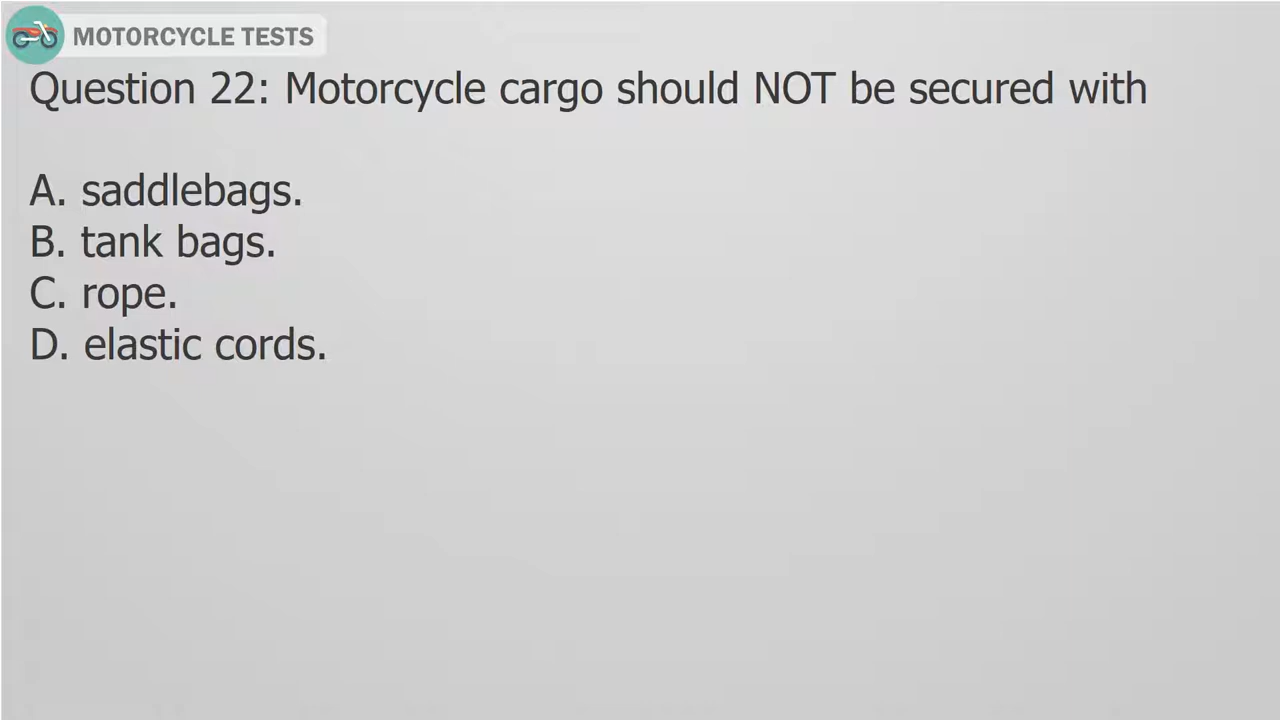 MOTORCYCLE TESTS
Question 22: Motorcycle cargo should NOT be secured with
A. saddlebags.
B. tank bags.
C. rope.
D. elastic cords.